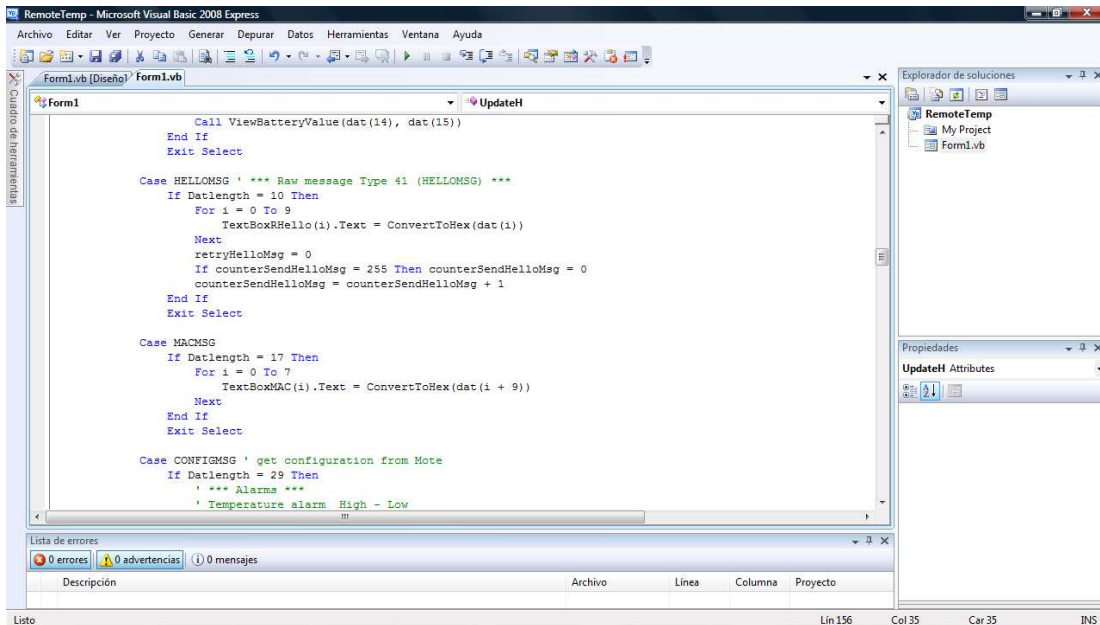 RemoteTemp - Microsoft Visual Basic 2008 Express
Archivo Editar Ver Proyecto Generar Depurar Datos Herramientas Ventana Ayuda
Form1.vb [Diseño] Form1.vb
Form1 UpdateH
Cuadro de herramientas
Call ViewBatteryValue(dat(14), dat(15))
End If
Exit Select
Case HELLOMSG ' *** Raw message Type 41 (HELLOMSG) ***
If Datlength = 10 Then
For i = 0 To 9
TextBoxRHello(i).Text = ConvertToHex(dat(i))
Next
retryHelloMsg = 0
If counterSendHelloMsg = 255 Then counterSendHelloMsg = 0
counterSendHelloMsg = counterSendHelloMsg + 1
End If
Exit Select
Case MACMSG
If Datlength = 17 Then
For i = 0 To 7
TextBoxMAC(i).Text = ConvertToHex(dat(i + 9))
Next
End If
Exit Select
Case CONFIGMSG ' get configuration from Mote
If Datlength = 29 Then
' *** Alarms ***
' Temperature alarm High - Low
Explorador de soluciones
RemoteTemp
My Project
Form1.vb
Propiedades
UpdateH Attributes
Lista de errores
0 errores 0 advertencias 0 mensajes
Descripción Archivo Línea Columna Proyecto
Listo Lín 156 Col 35 Car 35 INS